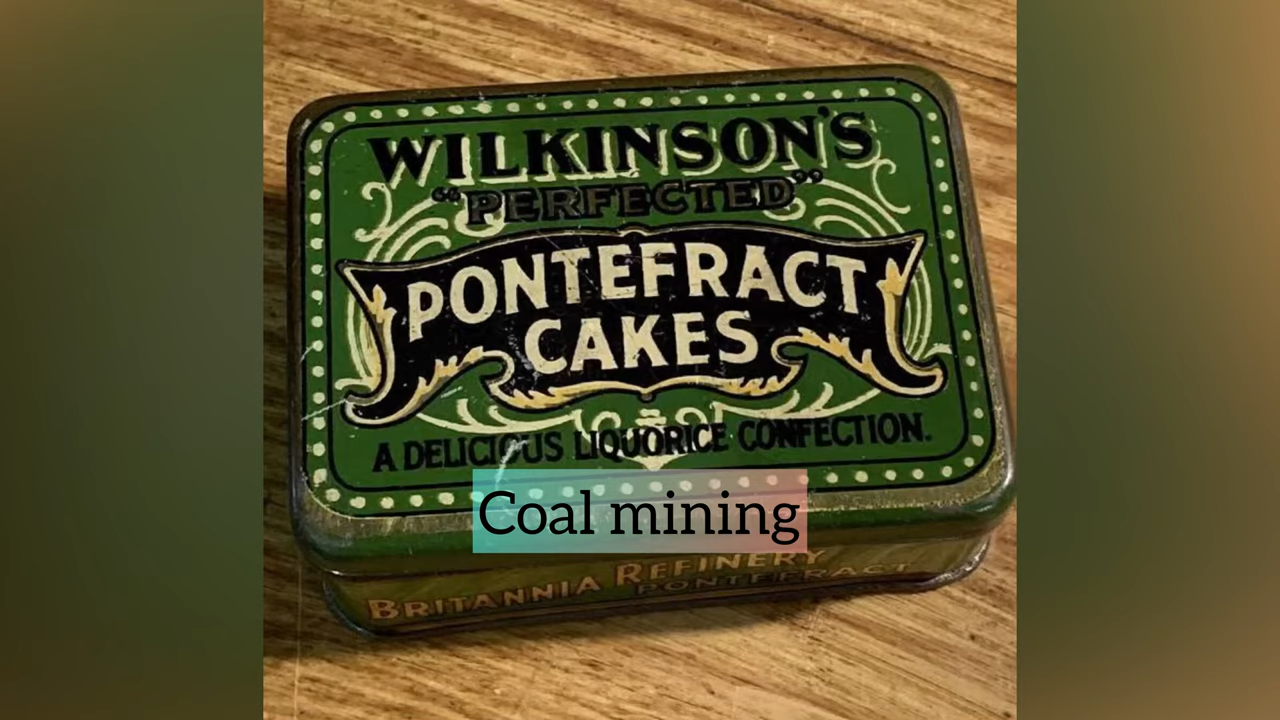 WILKINSON'S
"PERFECTED"
PONTEFRACT
CAKES
A DELICIOUS LIQUORICE CONFECTION.
Coal mining
BRITANNIA REFINERY
PONTEFRACT